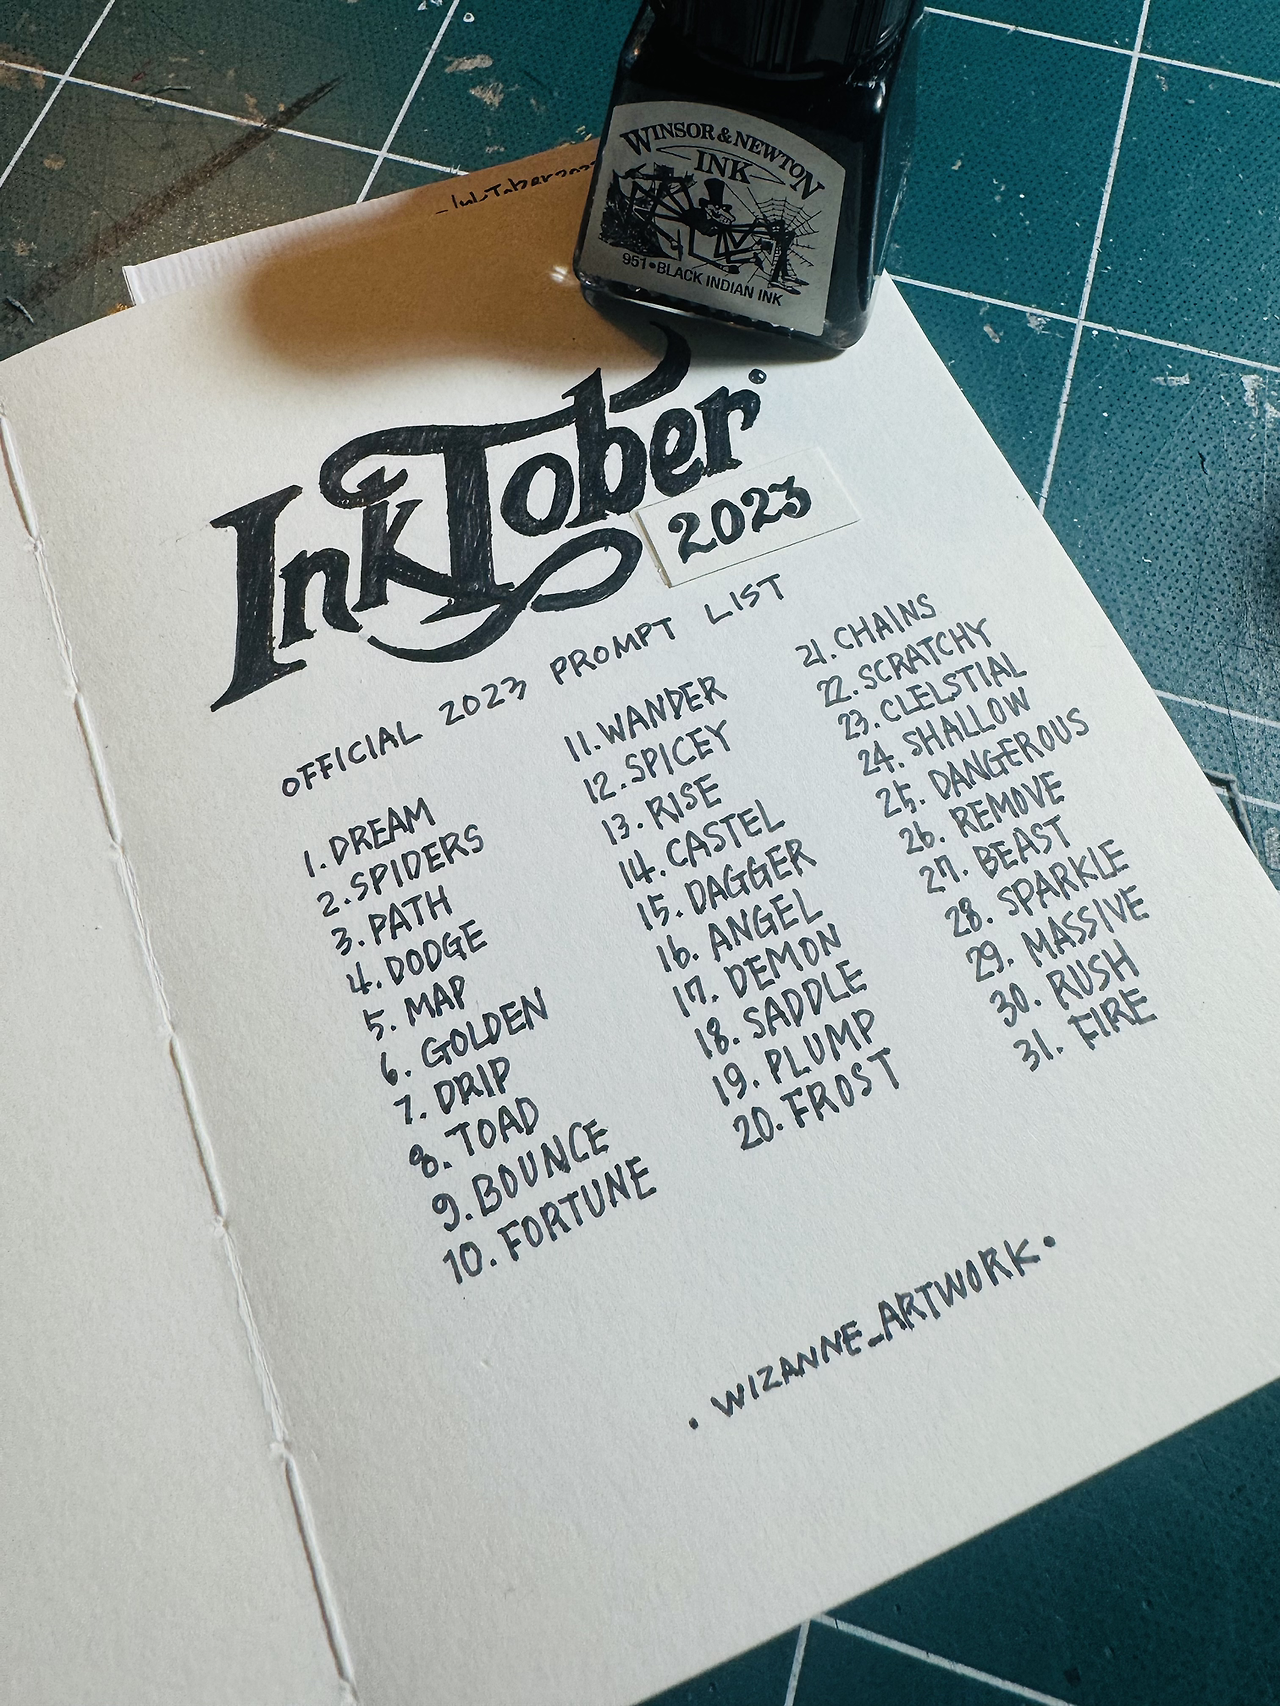 WINSOR & NEWTON
INK
951•BLACK INDIAN INK
InkTober
2023
OFFICIAL 2023 PROMPT LIST
1. DREAM
2. SPIDERS
3. PATH
4. DODGE
5. MAP
6. GOLDEN
7. DRIP
8. TOAD
9. BOUNCE
10. FORTUNE
11. WANDER
12. SPICEY
13. RISE
14. CASTEL
15. DAGGER
16. ANGEL
17. DEMON
18. SADDLE
19. PLUMP
20. FROST
21. CHAINS
22. SCRATCHY
23. CLELSTIAL
24. SHALLOW
25. DANGEROUS
26. REMOVE
27. BEAST
28. SPARKLE
29. MASSIVE
30. RUSH
31. FIRE
. WIZANNE_ARTWORK.